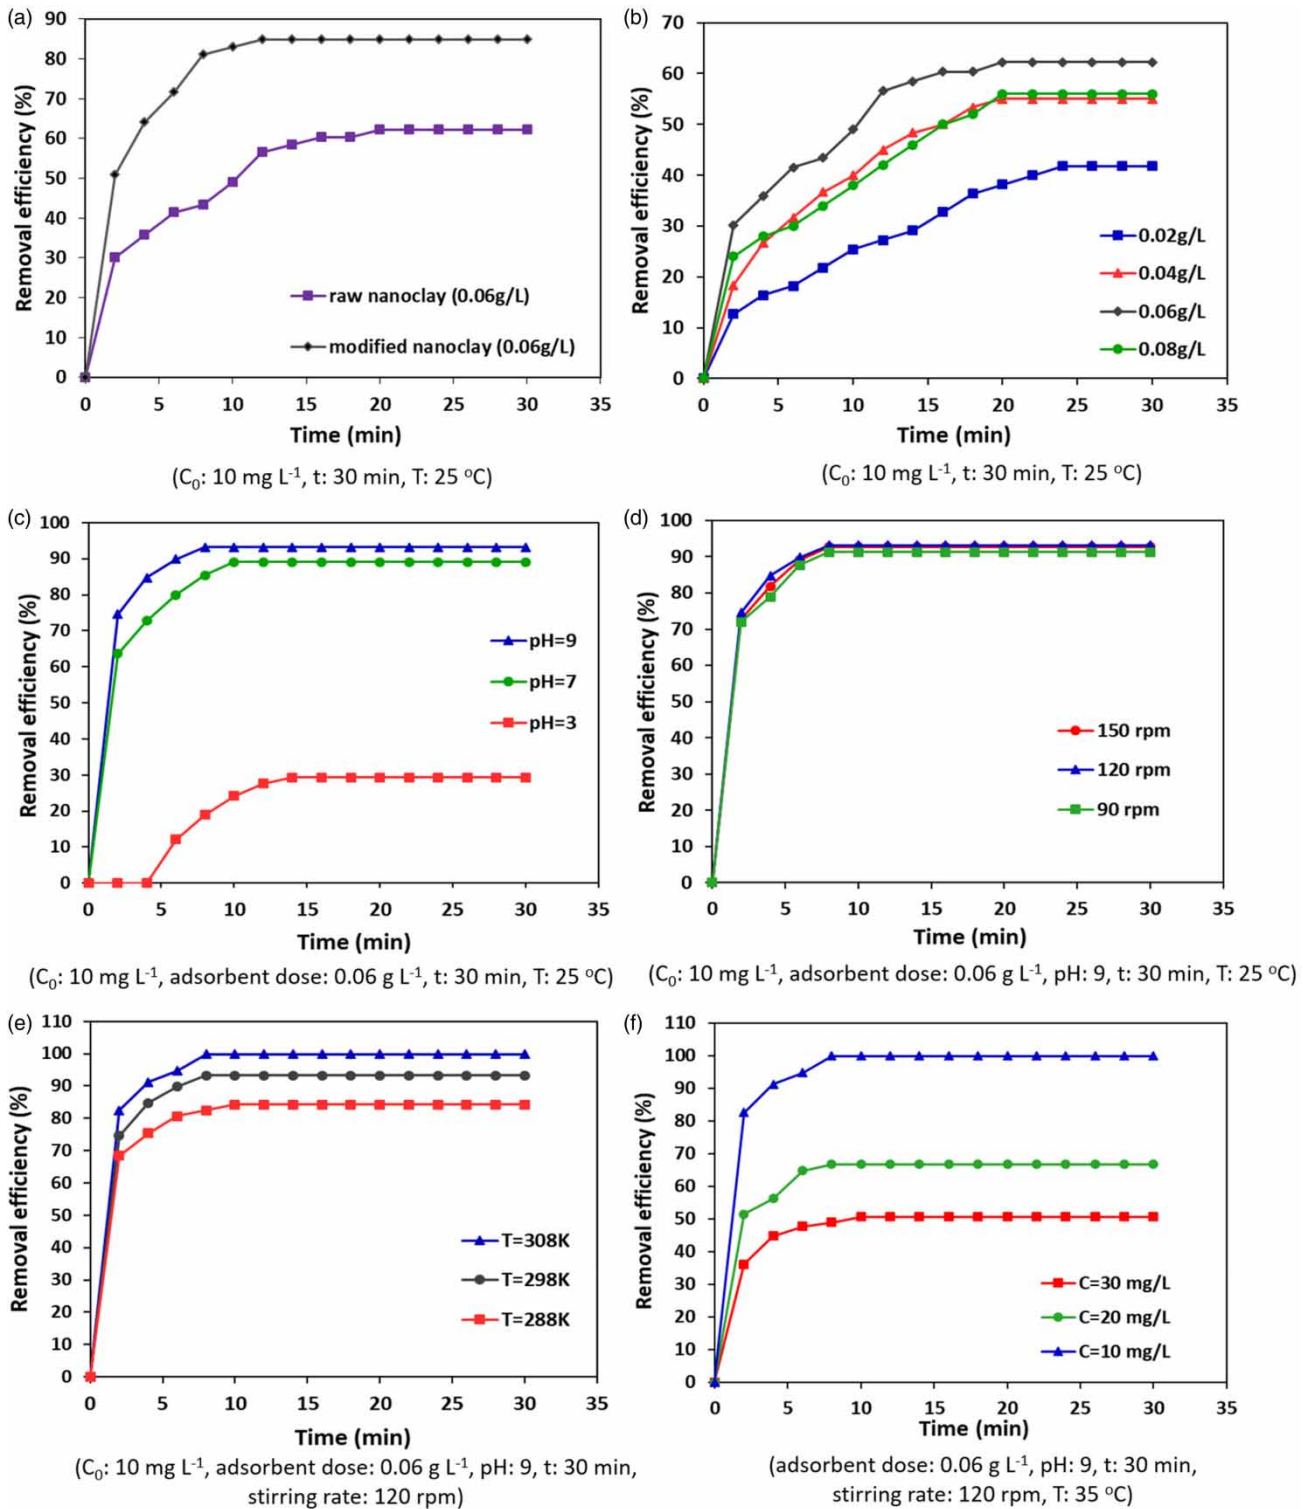 (a)
90
80
70
60
50
40
30
20
10
0
Removal efficiency (%)
raw nanoclay (0.06g/L)
modified nanoclay (0.06g/L)
0 5 10 15 20 25 30 35
Time (min)
(C₀: 10 mg L⁻¹, t: 30 min, T: 25 °C)
(b)
70
60
50
40
30
20
10
0
Removal efficiency (%)
0.02g/L
0.04g/L
0.06g/L
0.08g/L
0 5 10 15 20 25 30 35
Time (min)
(C₀: 10 mg L⁻¹, t: 30 min, T: 25 °C)
(c)
100
90
80
70
60
50
40
30
20
10
0
Removal efficiency (%)
pH=9
pH=7
pH=3
0 5 10 15 20 25 30 35
Time (min)
(C₀: 10 mg L⁻¹, adsorbent dose: 0.06 g L⁻¹, t: 30 min, T: 25 °C)
(d)
100
90
80
70
60
50
40
30
20
10
0
Removal efficiency (%)
150 rpm
120 rpm
90 rpm
0 5 10 15 20 25 30 35
Time (min)
(C₀: 10 mg L⁻¹, adsorbent dose: 0.06 g L⁻¹, pH: 9, t: 30 min, T: 25 °C)
(e)
110
100
90
80
70
60
50
40
30
20
10
0
Removal efficiency (%)
T=308K
T=298K
T=288K
0 5 10 15 20 25 30 35
Time (min)
(C₀: 10 mg L⁻¹, adsorbent dose: 0.06 g L⁻¹, pH: 9, t: 30 min,
stirring rate: 120 rpm)
(f)
110
100
90
80
70
60
50
40
30
20
10
0
Removal efficiency (%)
C=30 mg/L
C=20 mg/L
C=10 mg/L
0 5 10 15 20 25 30 35
Time (min)
(adsorbent dose: 0.06 g L⁻¹, pH: 9, t: 30 min,
stirring rate: 120 rpm, T: 35 °C)